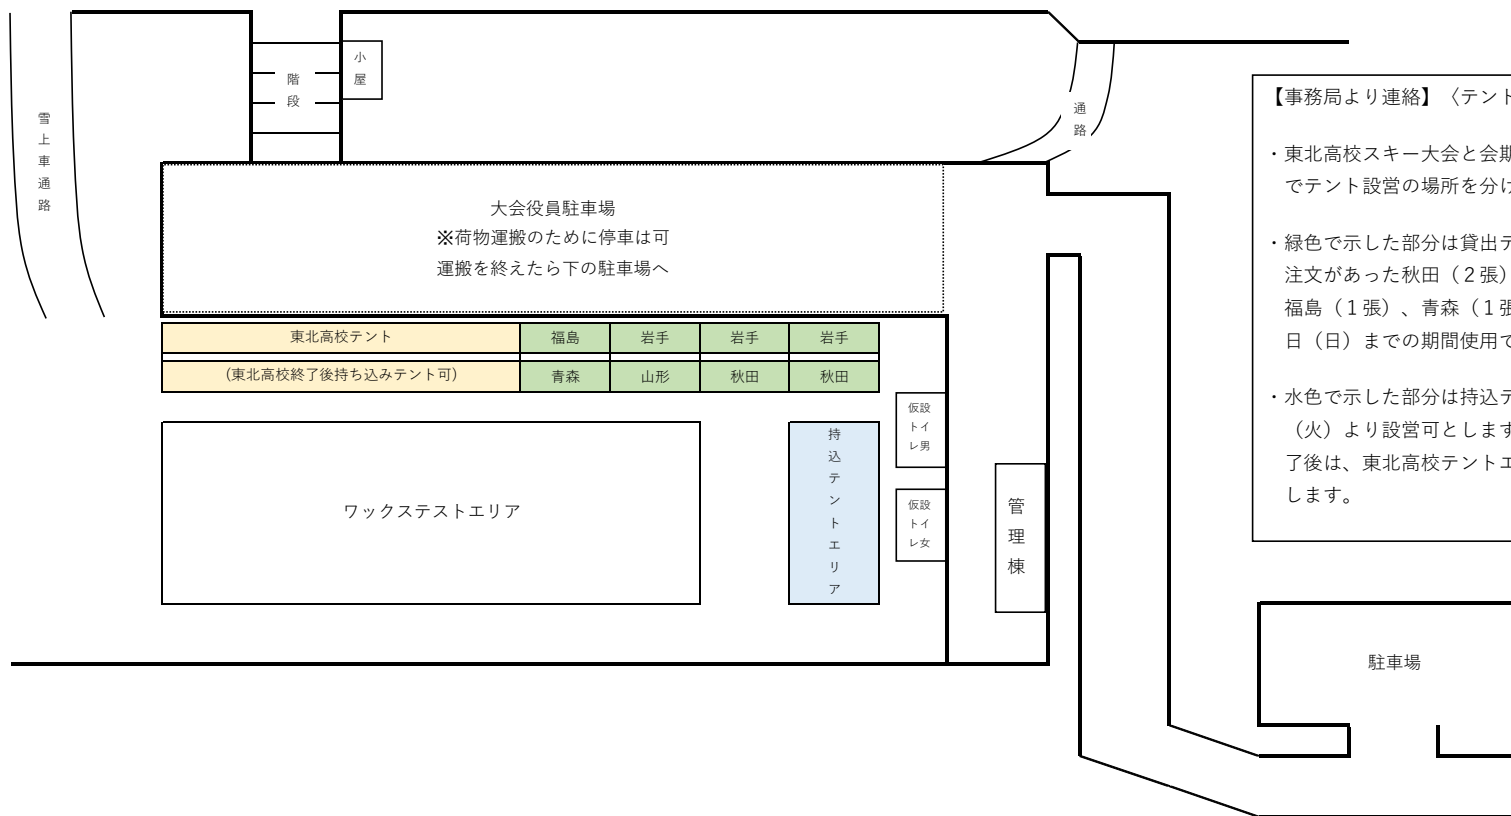 階段
小屋
雪上車通路
通路
大会役員駐車場
※荷物運搬のために停車は可
運搬を終えたら下の駐車場へ
東北高校テント
福島
岩手
岩手
岩手
(東北高校終了後持ち込みテント可)
青森
山形
秋田
秋田
仮設
トイ
レ男
仮設
トイ
レ女
持込テントエリア
ワックステストエリア
管理棟
【事務局より連絡】〈テント
・東北高校スキー大会と会期
でテント設営の場所を分け
・緑色で示した部分は貸出テ
注文があった秋田（２張）
福島（１張）、青森（１張
日（日）までの期間使用で
・水色で示した部分は持込テ
（火）より設営可とします
了後は、東北高校テントエ
します。
駐車場